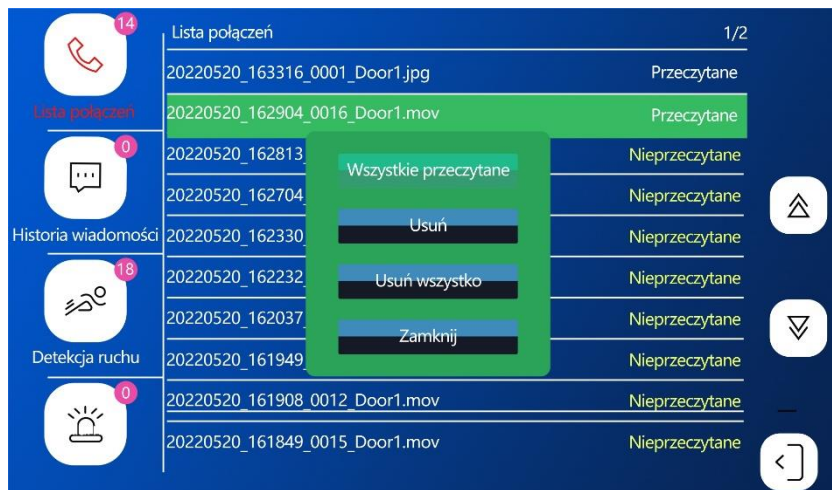 14
Lista połączeń
0
Historia wiadomości
18
Detekcja ruchu
0
Lista połączeń 1/2
20220520_163316_0001_Door1.jpg Przeczytane
20220520_162904_0016_Door1.mov Przeczytane
20220520_162813_ Nieprzeczytane
20220520_162704_ Nieprzeczytane
20220520_162330_ Nieprzeczytane
20220520_162232_ Nieprzeczytane
20220520_162037_ Nieprzeczytane
20220520_161949_ Nieprzeczytane
20220520_161908_0012_Door1.mov Nieprzeczytane
20220520_161849_0015_Door1.mov Nieprzeczytane
Wszystkie przeczytane
Usuń
Usuń wszystko
Zamknij